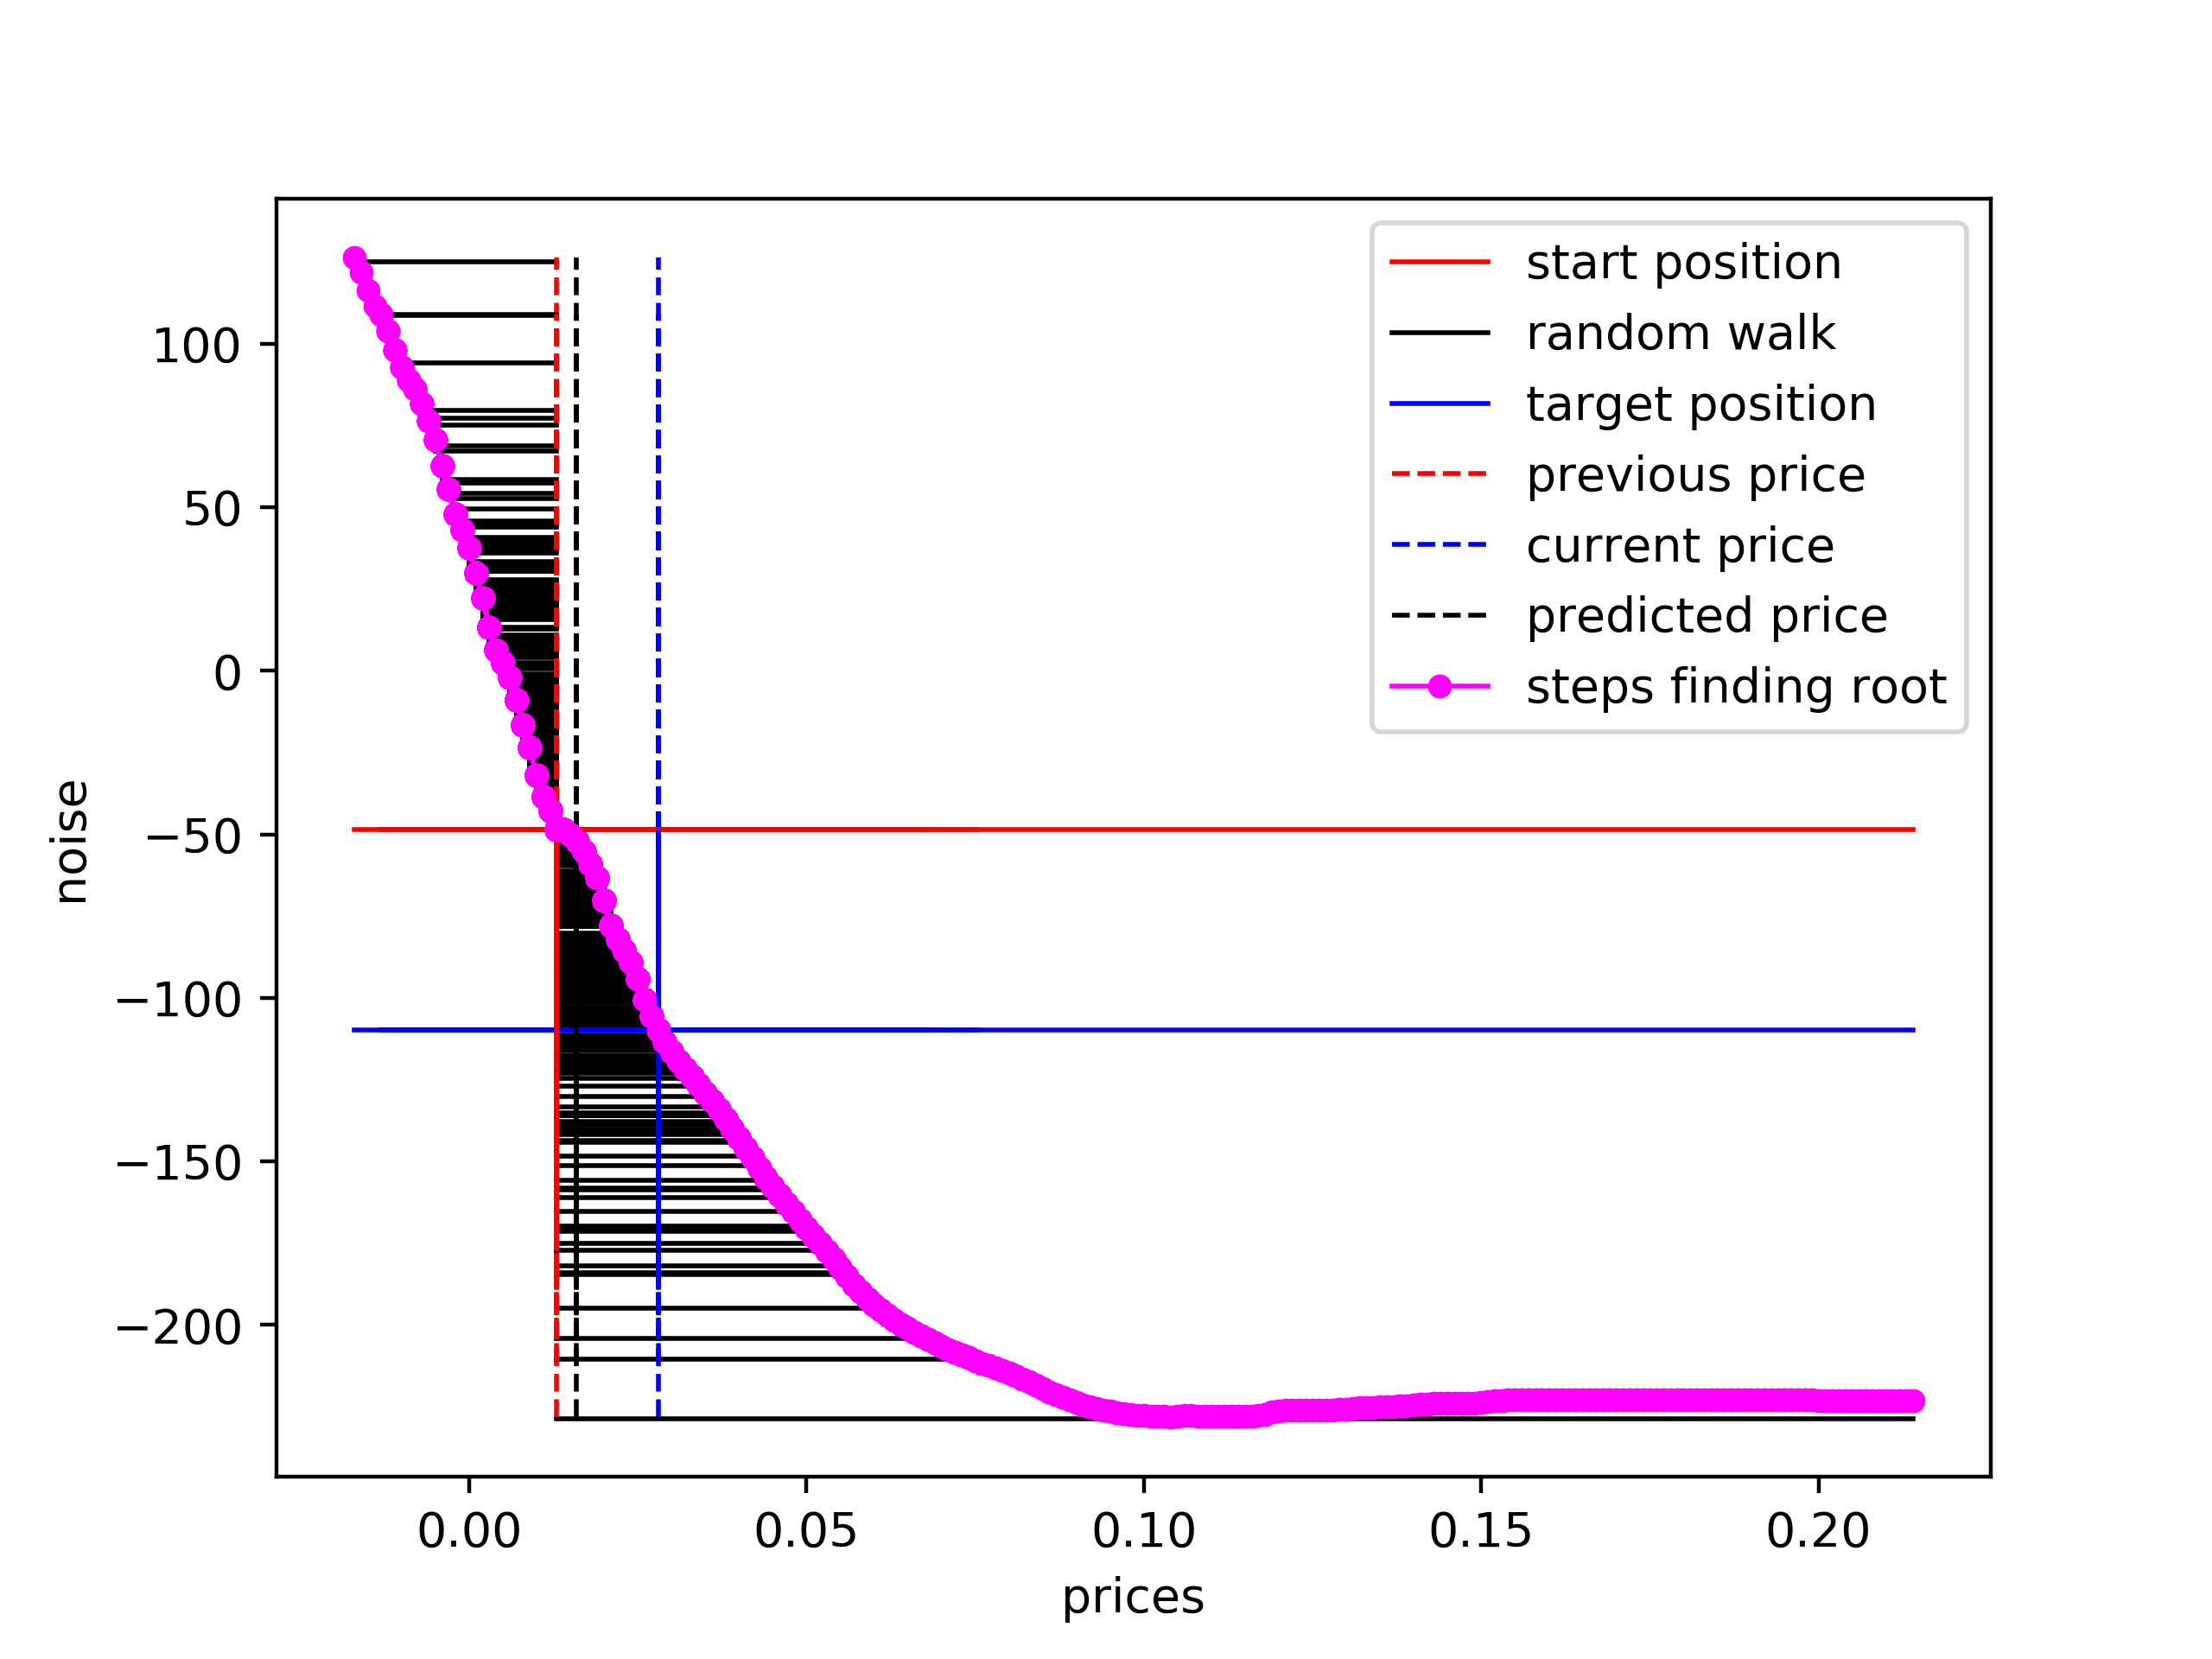 start position
random walk
target position
previous price
current price
predicted price
steps finding root
100
50
0
−50
−100
−150
−200
noise
0.00 0.05 0.10 0.15 0.20
prices